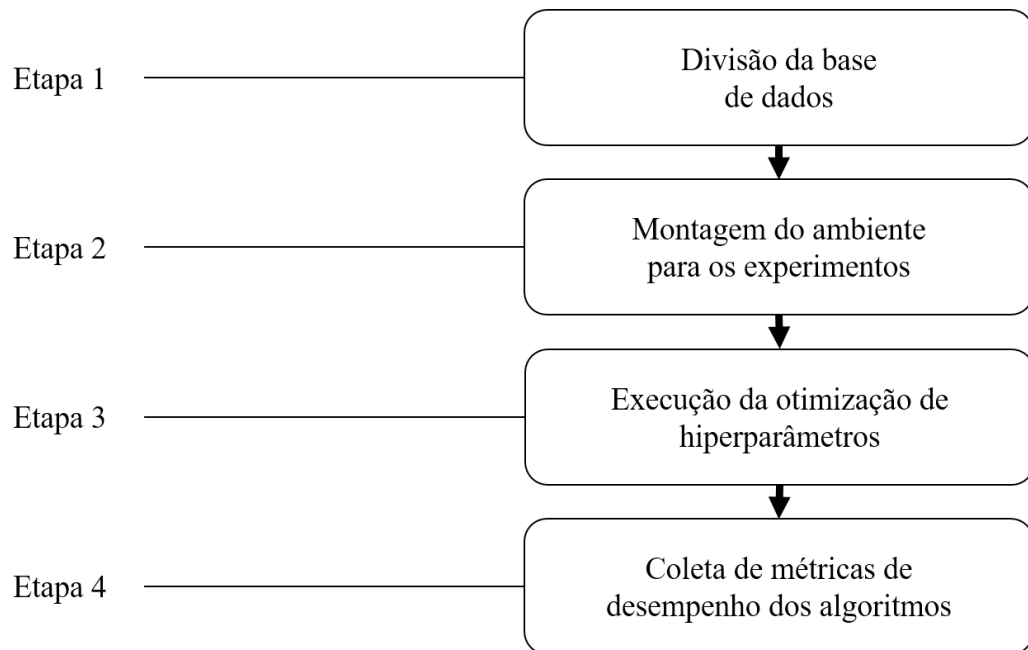 Etapa 1
Divisão da base
de dados
Etapa 2
Montagem do ambiente
para os experimentos
Etapa 3
Execução da otimização de
hiperparâmetros
Etapa 4
Coleta de métricas de
desempenho dos algoritmos